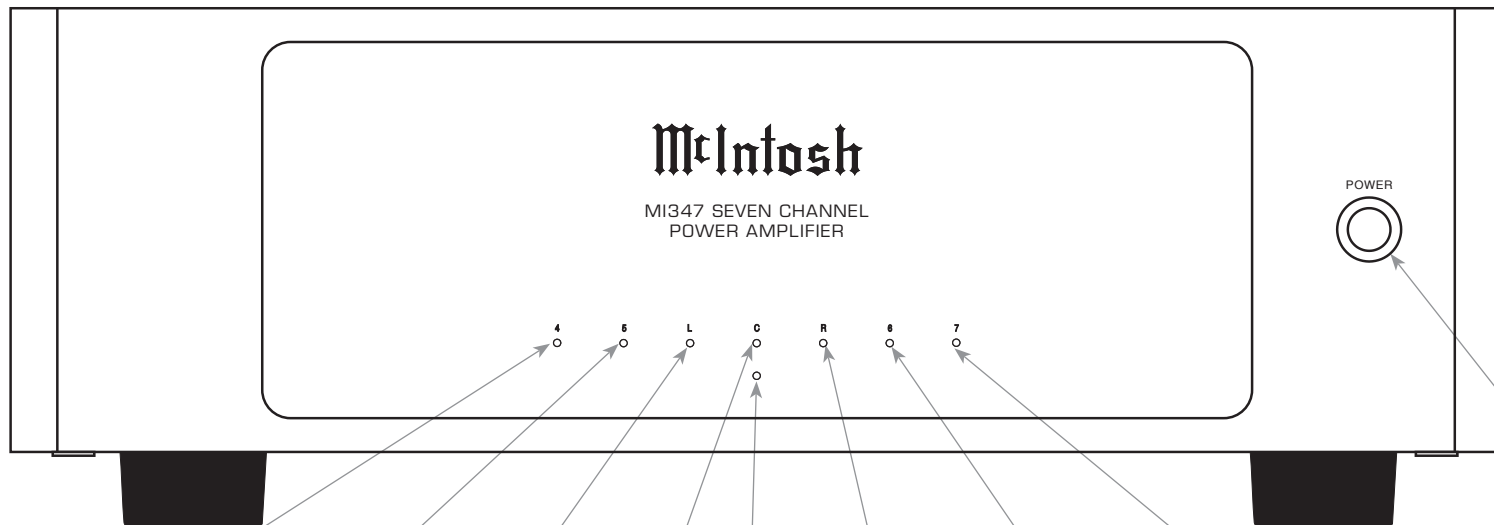 McIntosh
POWER
MI347 SEVEN CHANNEL
POWER AMPLIFIER
4 5 L C R 6 7